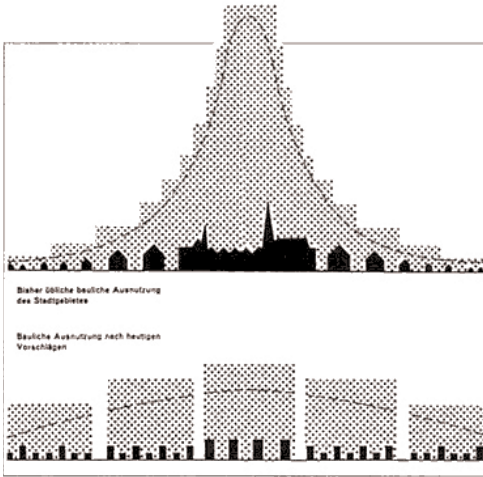 Bisher übliche bauliche Ausnutzung
des Stadtgebietes
Bauliche Ausnutzung nach heutigen
Vorschlägen